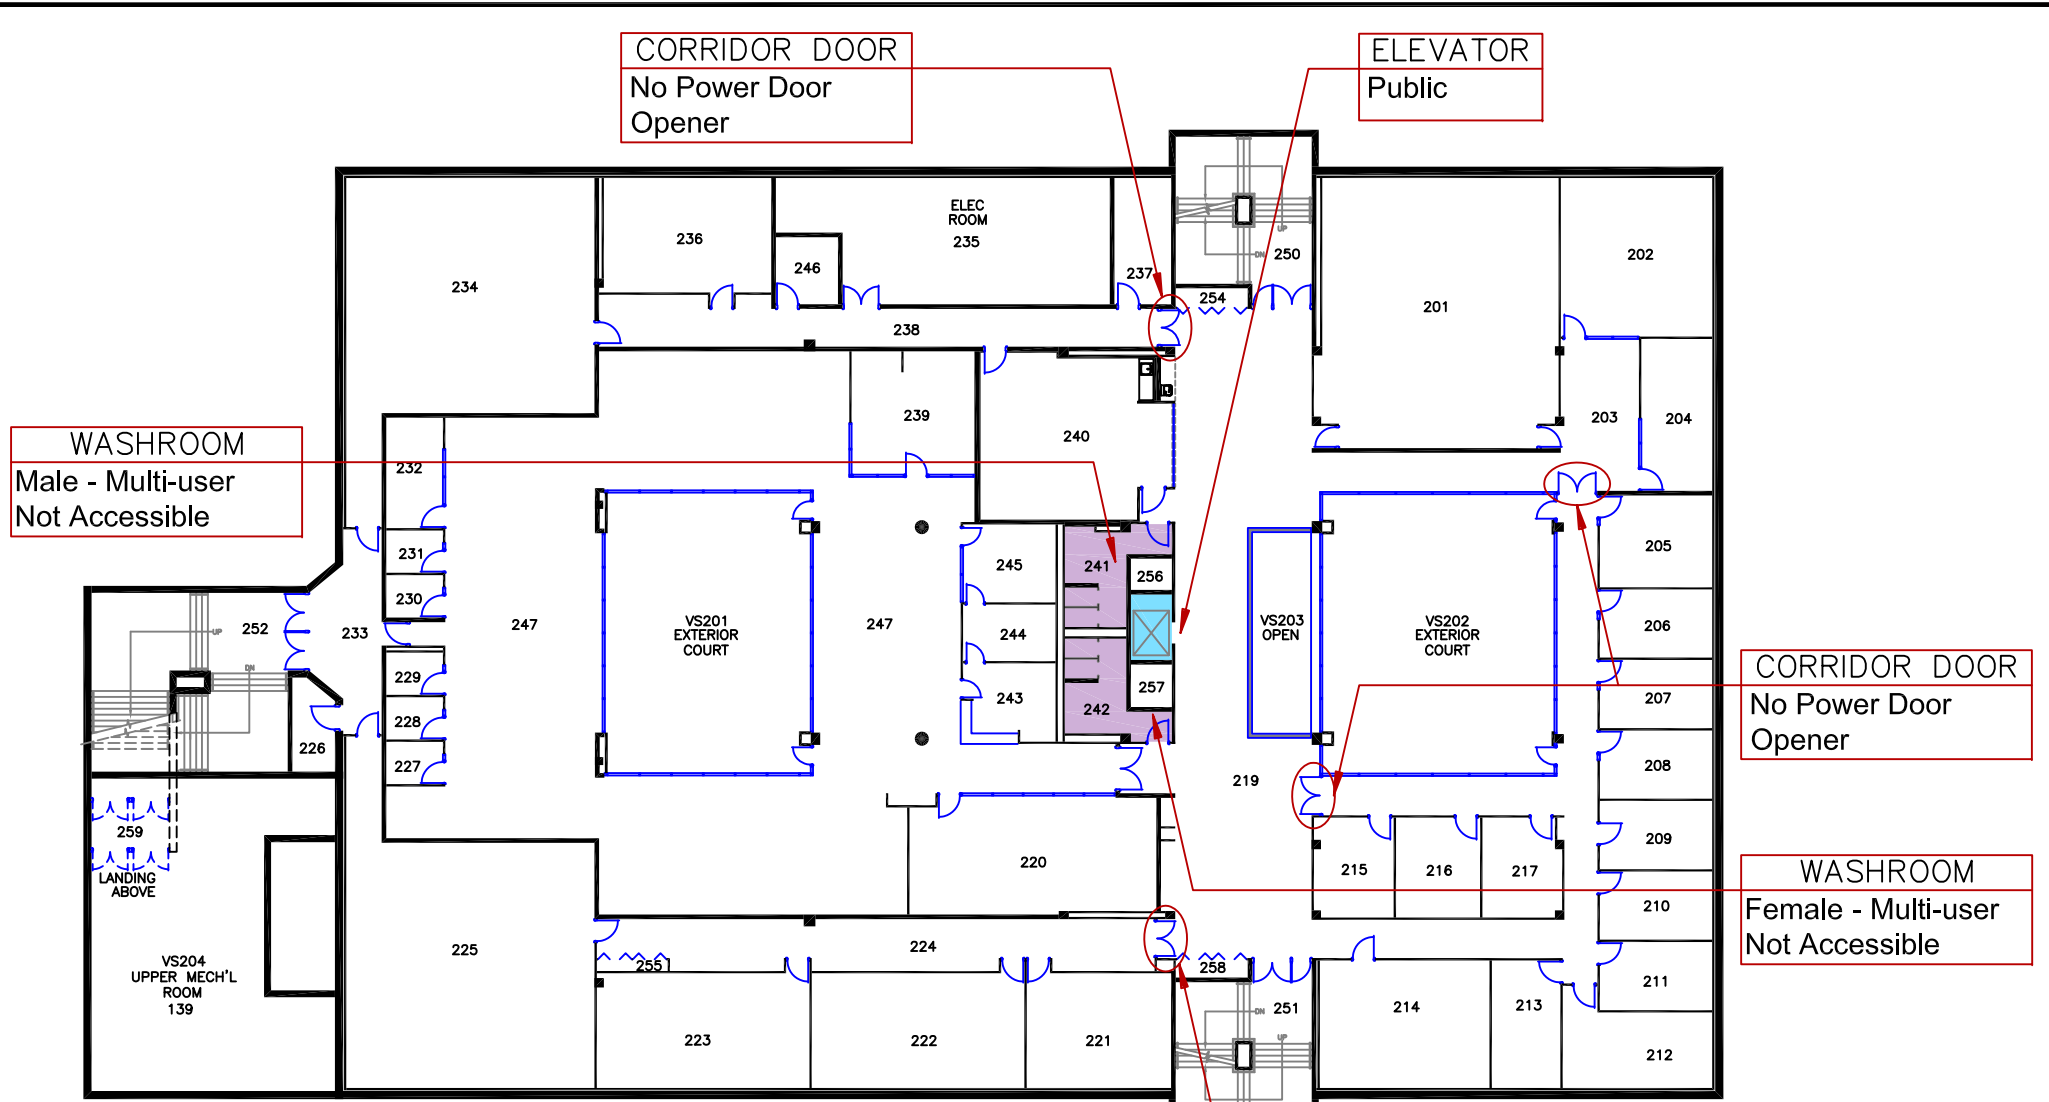 CORRIDOR DOOR
No Power Door
Opener
ELEVATOR
Public
WASHROOM
Male - Multi-user
Not Accessible
CORRIDOR DOOR
No Power Door
Opener
WASHROOM
Female - Multi-user
Not Accessible
234
236
246
ELEC
ROOM
235
237
238
254
250
UP
DN
201
202
203
204
232
239
240
231
230
245
241
256
205
252
UP
DN
233
247
VS201
EXTERIOR
COURT
247
244
VS203
OPEN
VS202
EXTERIOR
COURT
206
229
243
242
257
207
228
226
227
219
208
259
LANDING
ABOVE
220
215
216
217
209
210
225
224
255
258
211
VS204
UPPER MECH'L
ROOM
139
223
222
221
251
DN
UP
214
213
212